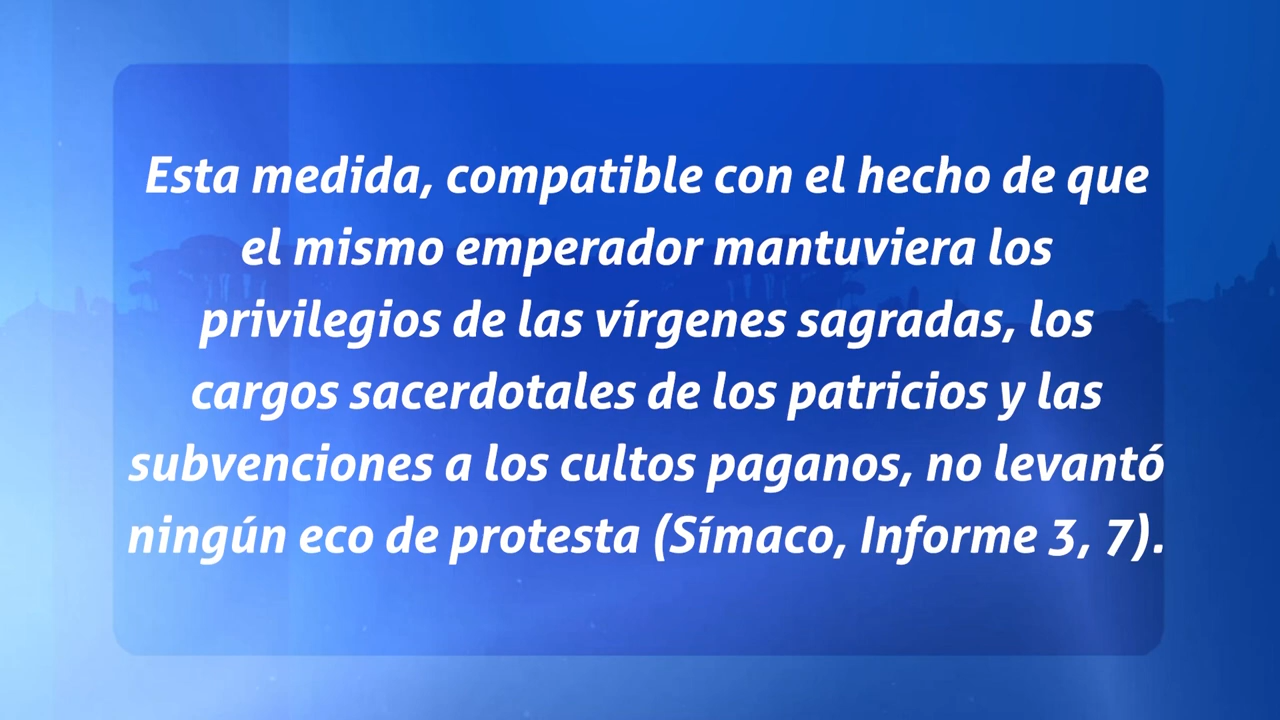 Esta medida, compatible con el hecho de que
el mismo emperador mantuviera los
privilegios de las vírgenes sagradas, los
cargos sacerdotales de los patricios y las
subvenciones a los cultos paganos, no levantó
ningún eco de protesta (Símaco, Informe 3, 7).